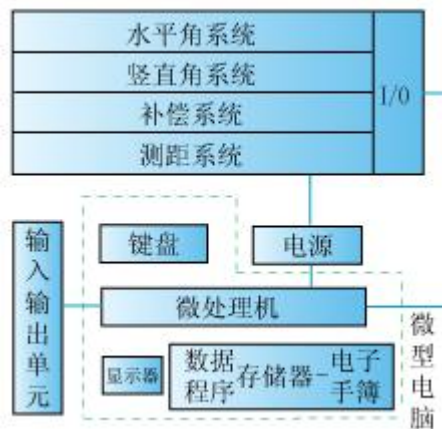 水平角系统
竖直角系统
补偿系统
测距系统
I/0
输入输出单元
键盘
电源
微处理机
显示器
数据
程序
存储器-
电子
手簿
微型电脑